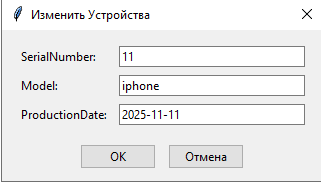 Изменить Устройства
SerialNumber: 11
Model: iphone
ProductionDate: 2025-11-11
OK Отмена